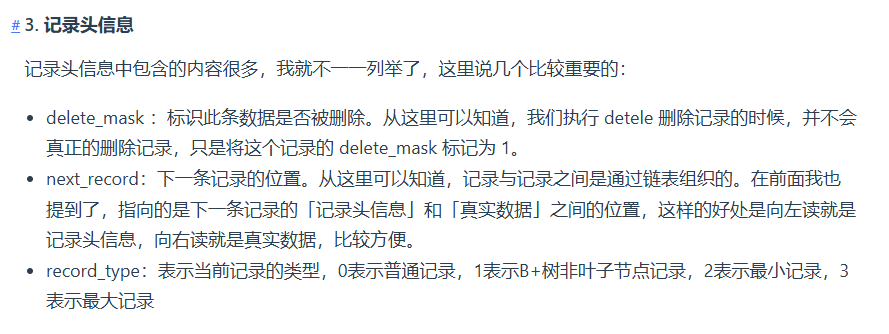 # 3. 记录头信息
记录头信息中包含的内容很多，我就不一一列举了，这里说几个比较重要的：
• delete_mask ：标识此条数据是否被删除。从这里可以知道，我们执行 detele 删除记录的时候，并不会
真正的删除记录，只是将这个记录的 delete_mask 标记为 1。
• next_record：下一条记录的位置。从这里可以知道，记录与记录之间是通过链表组织的。在前面我也
提到了，指向的是下一条记录的「记录头信息」和「真实数据」之间的位置，这样的好处是向左读就是
记录头信息，向右读就是真实数据，比较方便。
• record_type：表示当前记录的类型，0表示普通记录，1表示B+树非叶子节点记录，2表示最小记录，3
表示最大记录